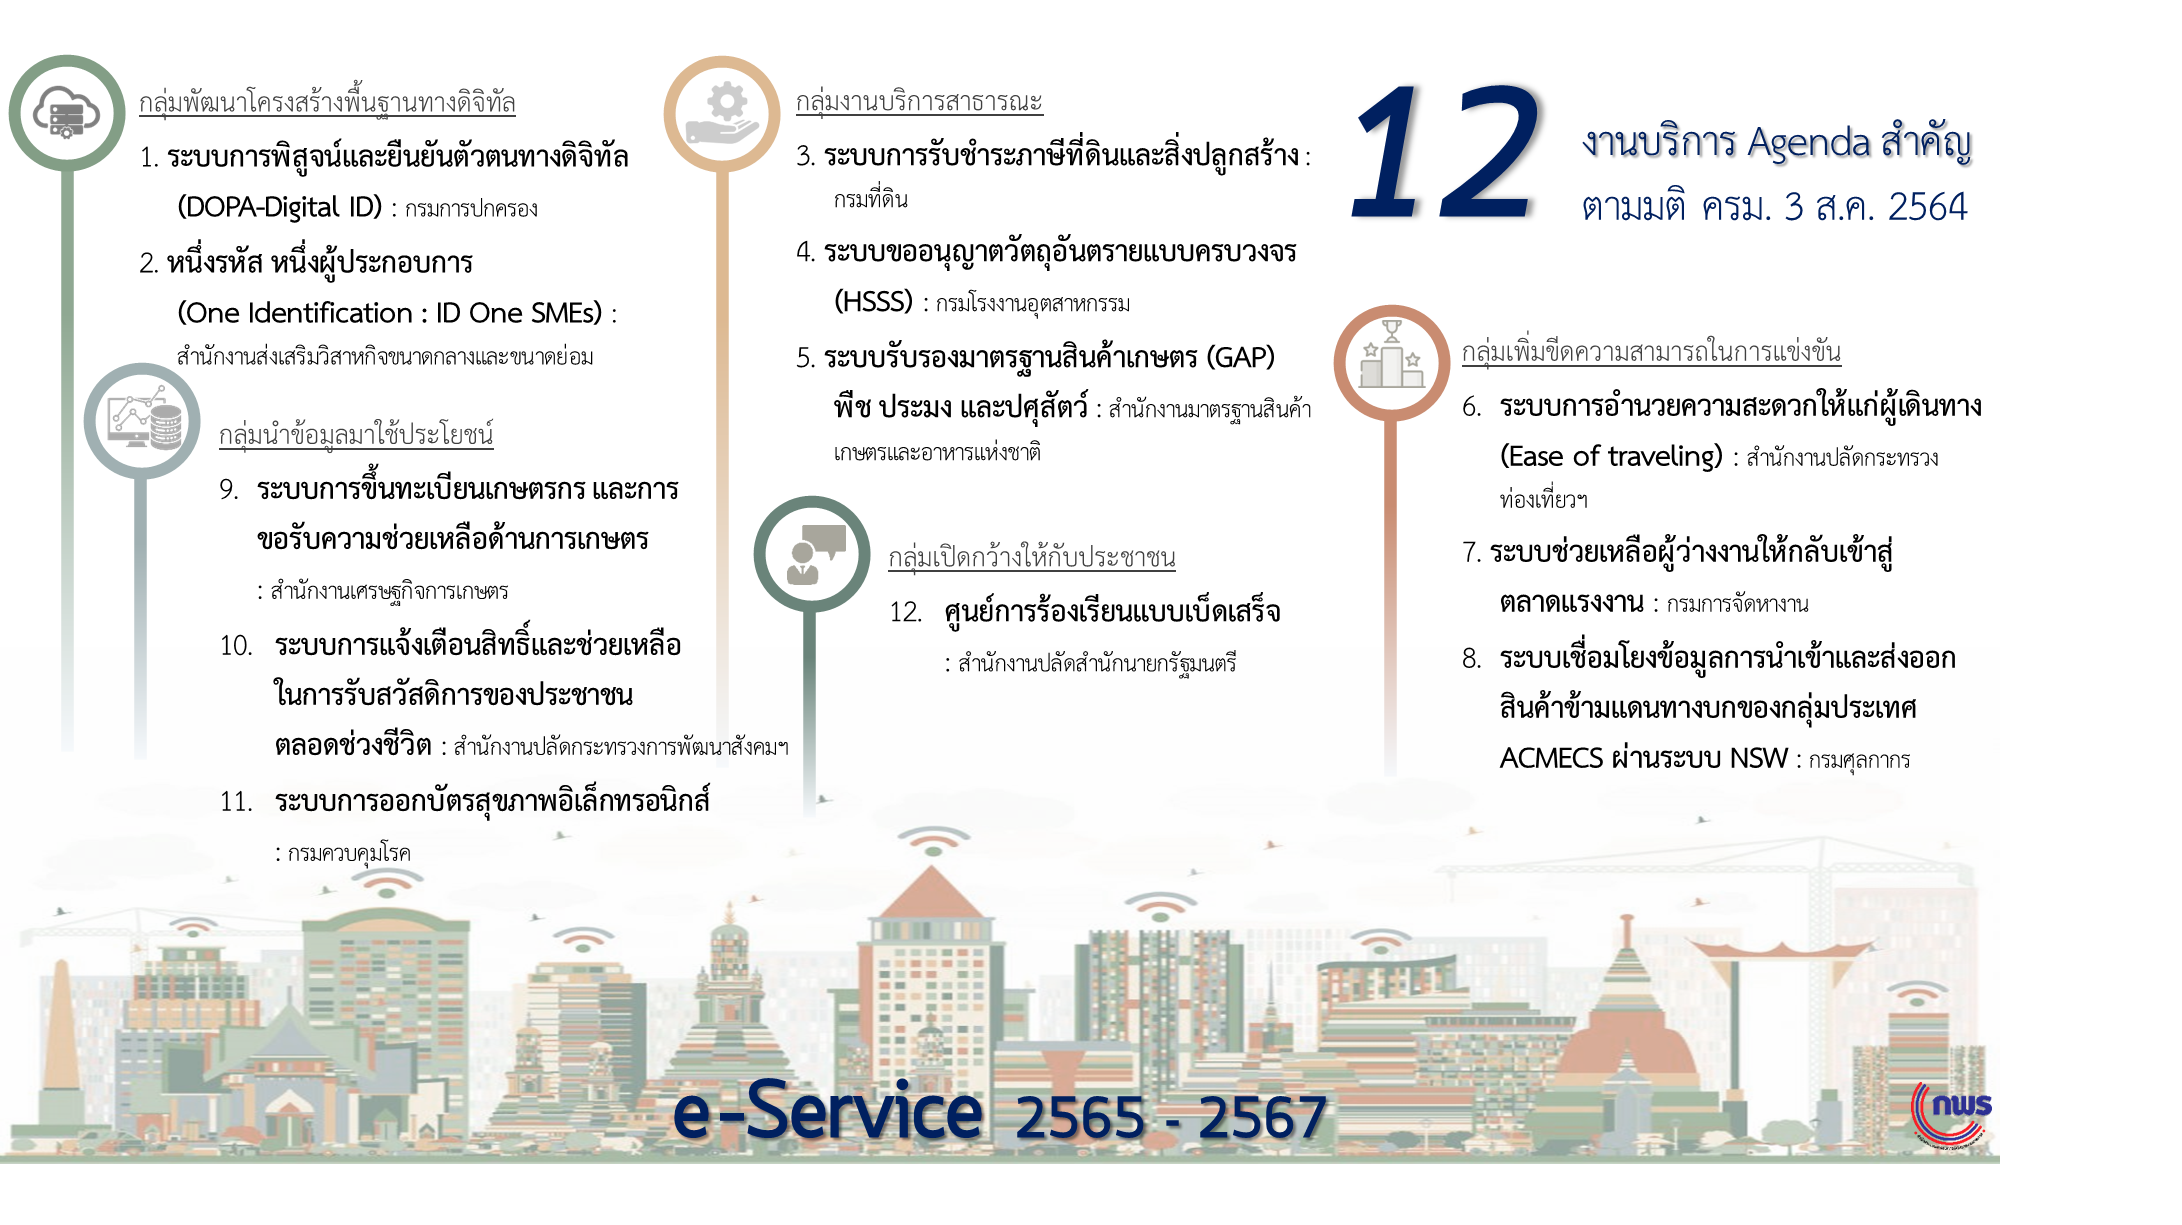 12
งานบริการ Agenda สำคัญ
ตามมติ ครม. 3 ส.ค. 2564
กลุ่มพัฒนาโครงสร้างพื้นฐานทางดิจิทัล
1. ระบบการพิสูจน์และยืนยันตัวตนทางดิจิทัล
(DOPA-Digital ID) : กรมการปกครอง
2. หนึ่งรหัส หนึ่งผู้ประกอบการ
(One Identification : ID One SMEs) :
สำนักงานส่งเสริมวิสาหกิจขนาดกลางและขนาดย่อม
กลุ่มงานบริการสาธารณะ
3. ระบบการรับชำระภาษีที่ดินและสิ่งปลูกสร้าง :
กรมที่ดิน
4. ระบบขออนุญาตวัตถุอันตรายแบบครบวงจร
(HSSS) : กรมโรงงานอุตสาหกรรม
5. ระบบรับรองมาตรฐานสินค้าเกษตร (GAP)
พืช ประมง และปศุสัตว์ : สำนักงานมาตรฐานสินค้า
เกษตรและอาหารแห่งชาติ
กลุ่มเพิ่มขีดความสามารถในการแข่งขัน
6. ระบบการอำนวยความสะดวกให้แก่ผู้เดินทาง
(Ease of traveling) : สำนักงานปลัดกระทรวง
ท่องเที่ยวฯ
7. ระบบช่วยเหลือผู้ว่างงานให้กลับเข้าสู่
ตลาดแรงงาน : กรมการจัดหางาน
8. ระบบเชื่อมโยงข้อมูลการนำเข้าและส่งออก
สินค้าข้ามแดนทางบกของกลุ่มประเทศ
ACMECS ผ่านระบบ NSW : กรมศุลกากร
กลุ่มนำข้อมูลมาใช้ประโยชน์
9. ระบบการขึ้นทะเบียนเกษตรกร และการ
ขอรับความช่วยเหลือด้านการเกษตร
: สำนักงานเศรษฐกิจการเกษตร
10. ระบบการแจ้งเตือนสิทธิ์และช่วยเหลือ
ในการรับสวัสดิการของประชาชน
ตลอดช่วงชีวิต : สำนักงานปลัดกระทรวงการพัฒนาสังคมฯ
11. ระบบการออกบัตรสุขภาพอิเล็กทรอนิกส์
: กรมควบคุมโรค
กลุ่มเปิดกว้างให้กับประชาชน
12. ศูนย์การร้องเรียนแบบเบ็ดเสร็จ
: สำนักงานปลัดสำนักนายกรัฐมนตรี
e-Service 2565 - 2567
กพร